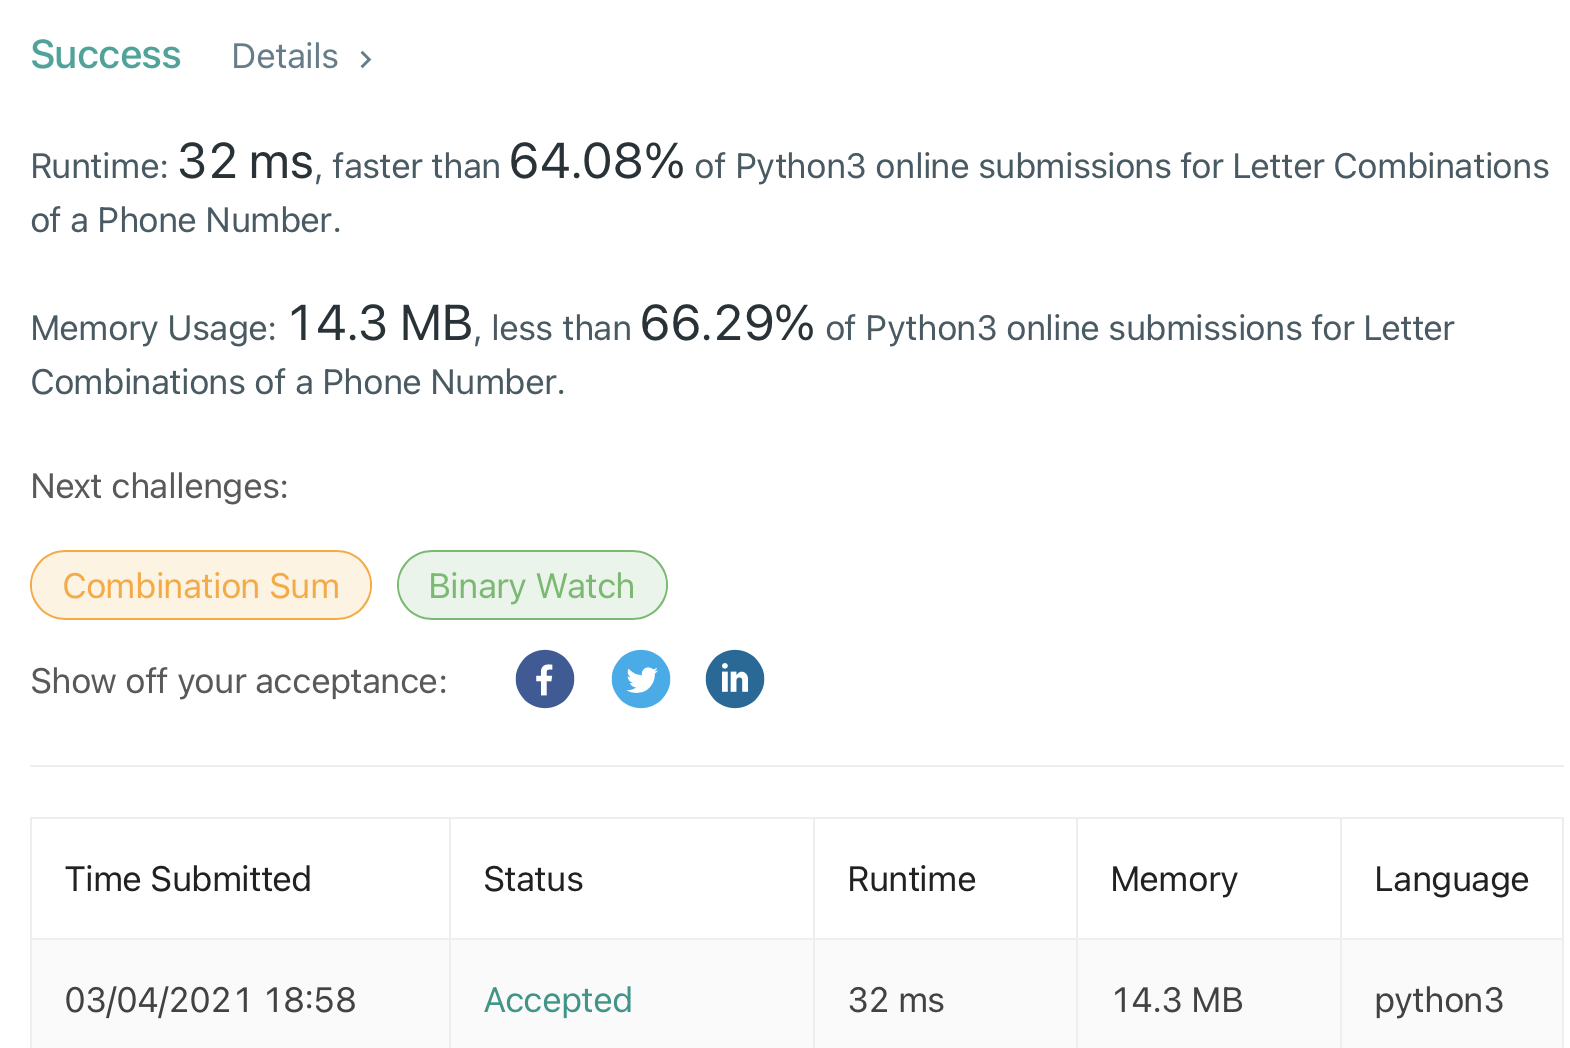 Success Details >
Runtime: 32 ms, faster than 64.08% of Python3 online submissions for Letter Combinations
of a Phone Number.
Memory Usage: 14.3 MB, less than 66.29% of Python3 online submissions for Letter
Combinations of a Phone Number.
Next challenges:
Combination Sum Binary Watch
Show off your acceptance: f in
Time Submitted Status Runtime Memory Language
03/04/2021 18:58 Accepted 32 ms 14.3 MB python3